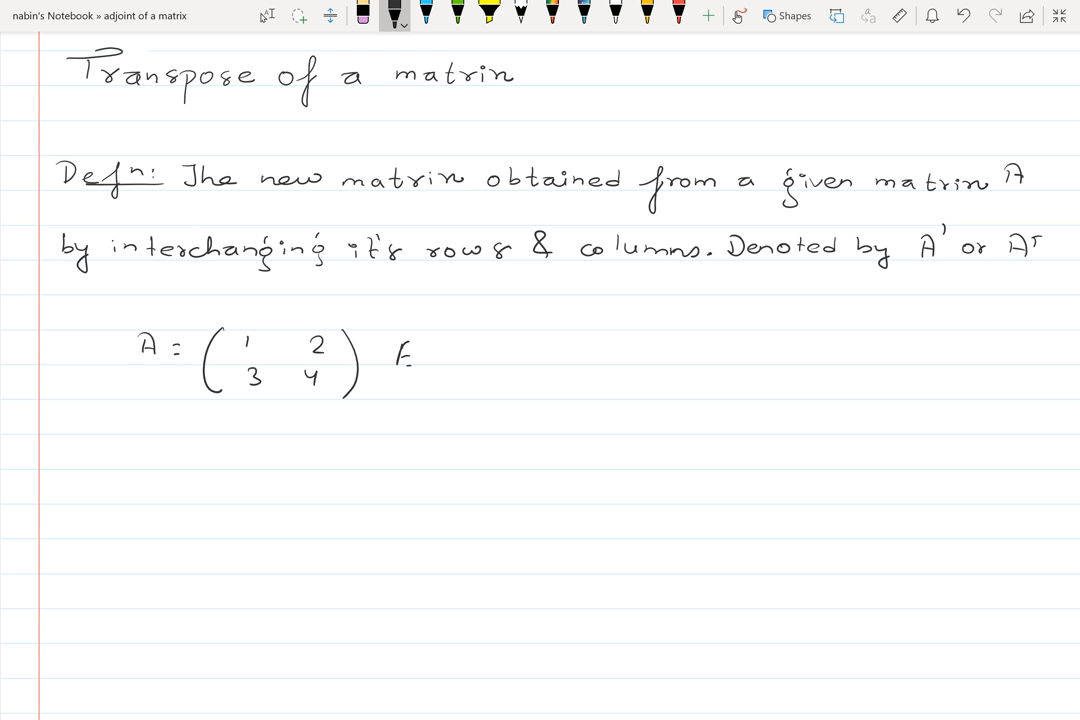 nabin's Notebook » adjoint of a matrix
Shapes
Transpose of a matrix
Defn: The new matrix obtained from a given matrix A
by interchanging it's rows & columns. Denoted by A' or Aᵀ
A = ( 1 2
3 4 )